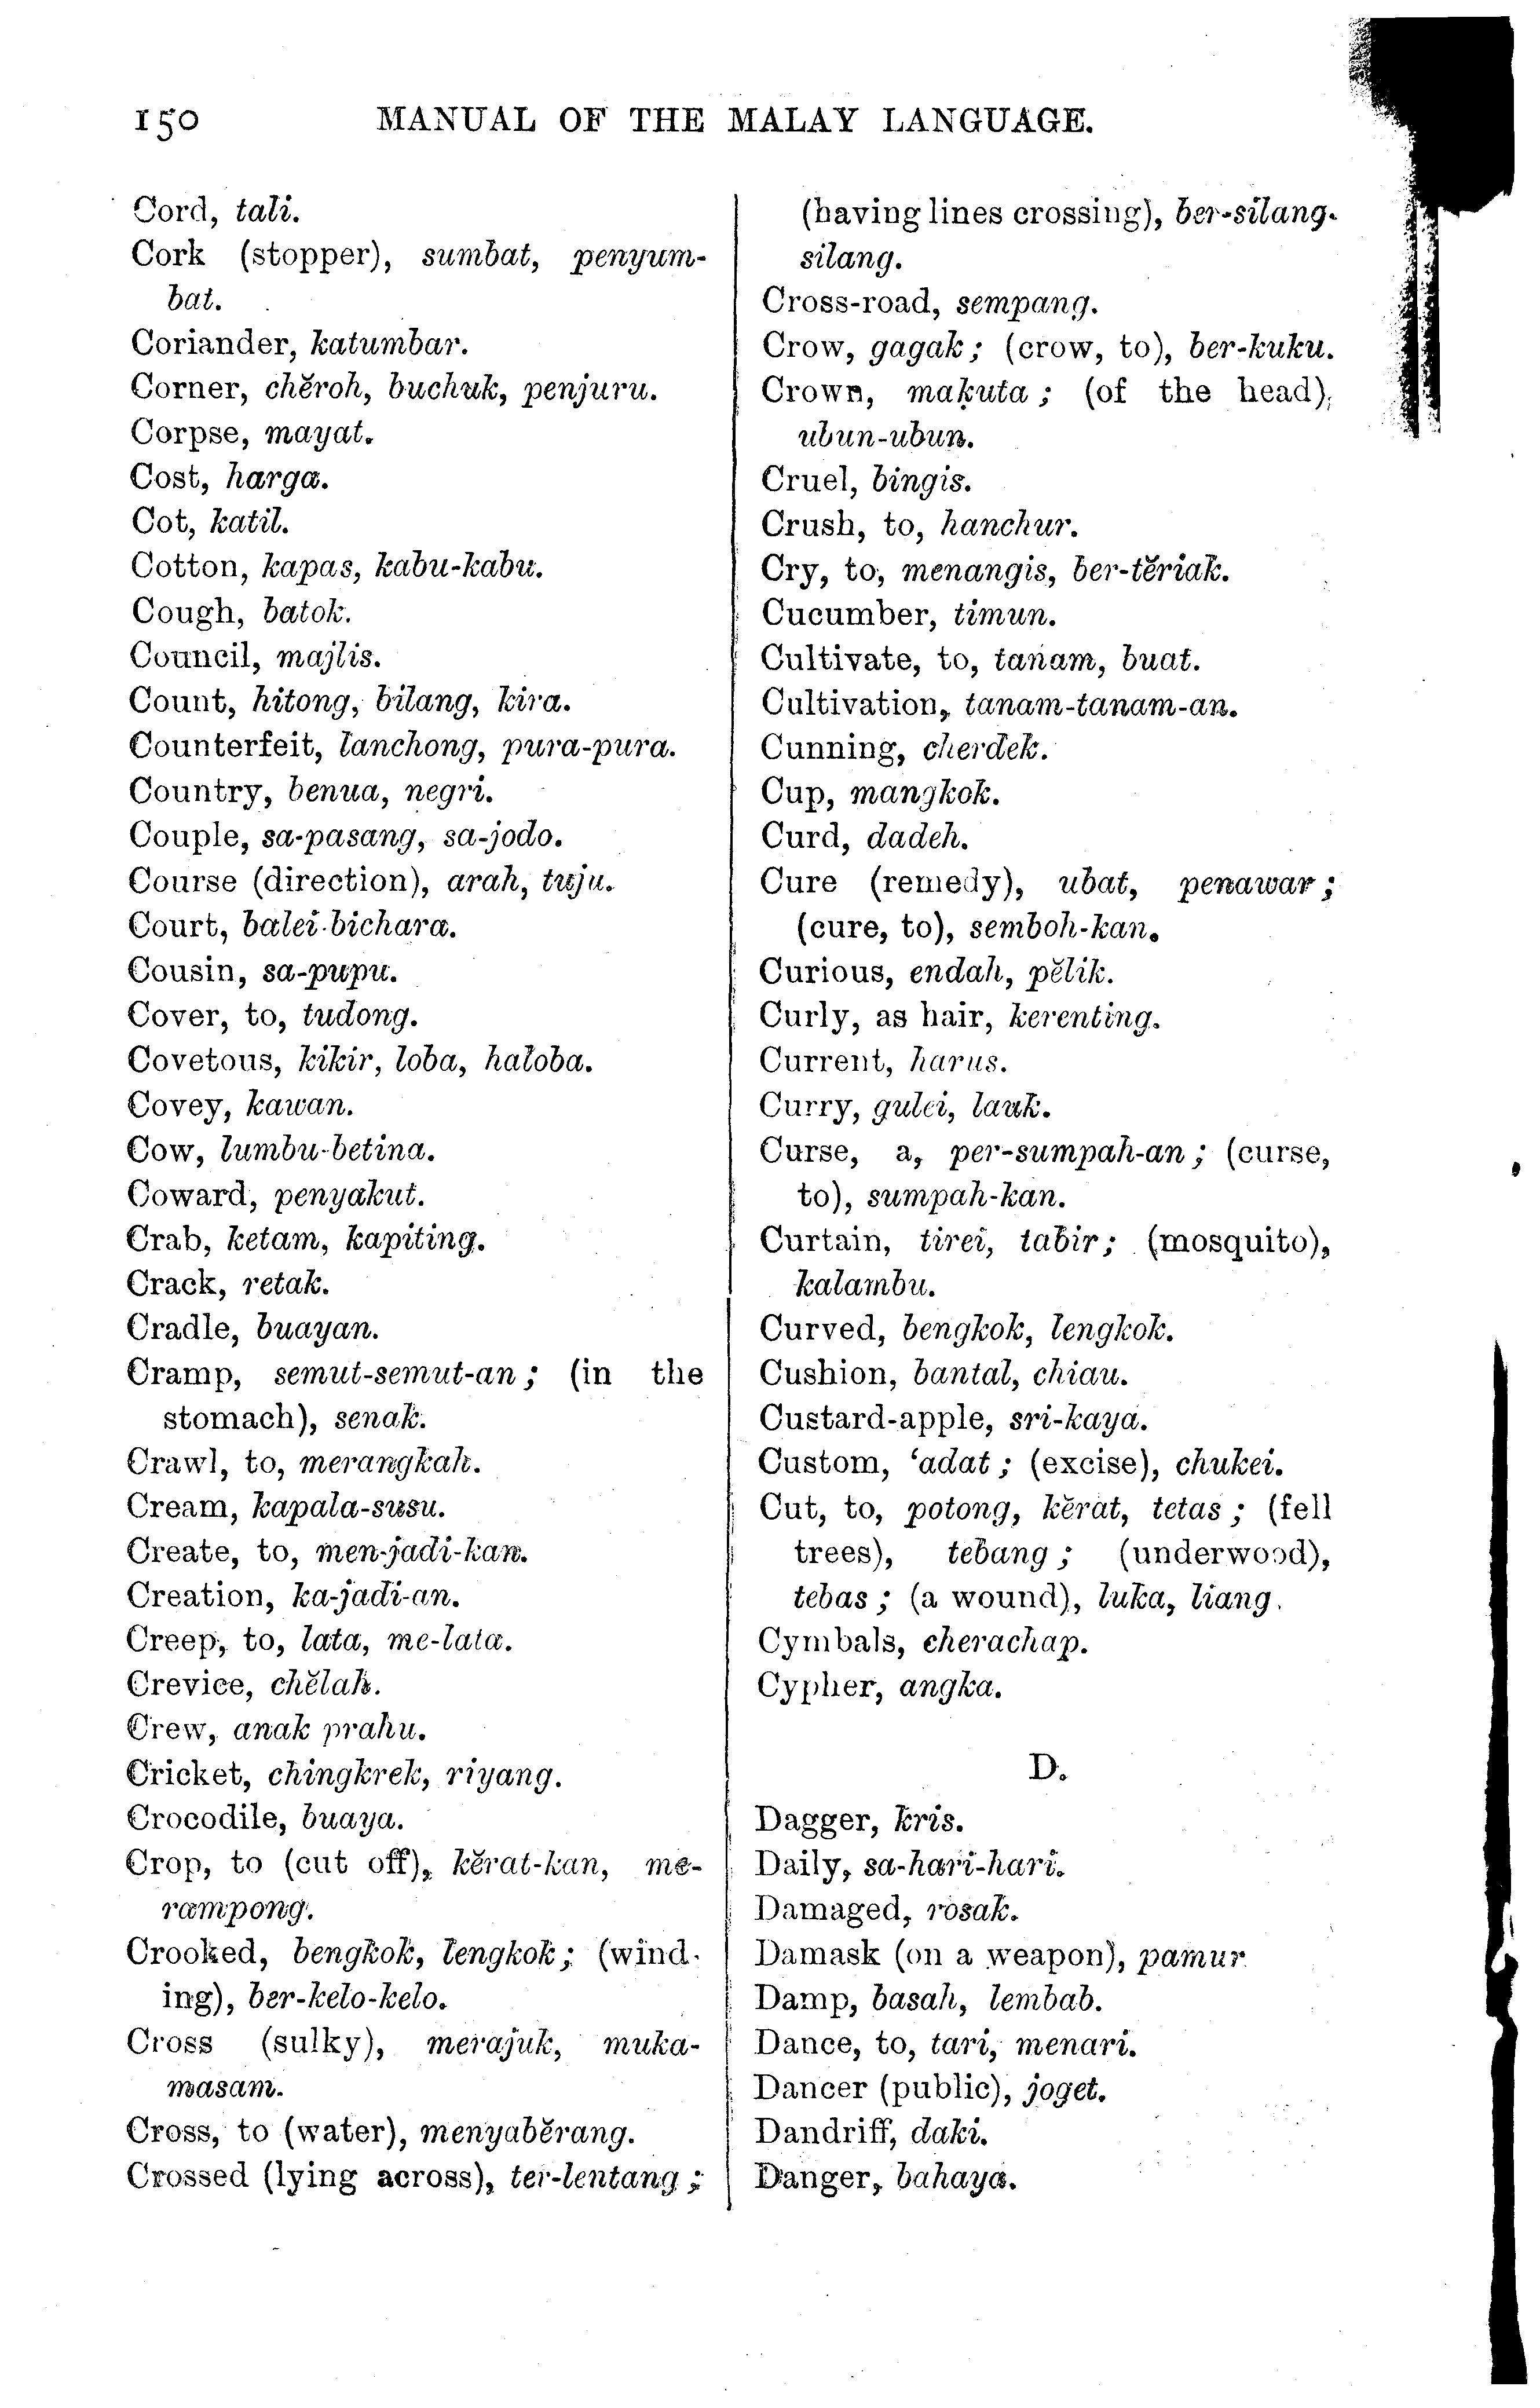 150 MANUAL OF THE MALAY LANGUAGE.
Cord, tali.
Cork (stopper), sumbat, penyum-
bat.
Coriander, katumbar.
Corner, chĕroh, buchuk, penjuru.
Corpse, mayat.
Cost, harga.
Cot, katil.
Cotton, kapas, kabu-kabu.
Cough, batok.
Council, majlis.
Count, hitong, bilang, kira.
Counterfeit, lanchong, pura-pura.
Country, benua, negri.
Couple, sa-pasang, sa-jodo.
Course (direction), arah, tuju.
Court, balei-bichara.
Cousin, sa-pupu.
Cover, to, tudong.
Covetous, kikir, loba, haloba.
Covey, kawan.
Cow, lumbu-betina.
Coward, penyakut.
Crab, ketam, kapiting.
Crack, retak.
Cradle, buayan.
Cramp, semut-semut-an; (in the
stomach), senak.
Crawl, to, merangkah.
Cream, kapala-susu.
Create, to, men-jadi-kan.
Creation, ka-jadi-an.
Creep, to, lata, me-lata.
Crevice, chĕlah.
Crew, anak prahu.
Cricket, chingkrek, riyang.
Crocodile, buaya.
Crop, to (cut off), kĕrat-kan, me-
rampong.
Crooked, bengkok, lengkok; (wind-
ing), ber-kelo-kelo.
Cross (sulky), merajuk, muka-
masam.
Cross, to (water), menyabĕrang.
Crossed (lying across), ter-lentang;
(having lines crossing), ber-silang-
silang.
Cross-road, sempang.
Crow, gagak; (crow, to), ber-kuku.
Crown, maḳuta; (of the head),
ubun-ubun.
Cruel, bingis.
Crush, to, hanchur.
Cry, to, menangis, ber-tĕriak.
Cucumber, timun.
Cultivate, to, tanam, buat.
Cultivation, tanam-tanam-an.
Cunning, cherdek.
Cup, mangkok.
Curd, dadeh.
Cure (remedy), ubat, penawar;
(cure, to), semboh-kan.
Curious, endah, pĕlik.
Curly, as hair, kerenting.
Current, harus.
Curry, gulei, lauk.
Curse, a, per-sumpah-an; (curse,
to), sumpah-kan.
Curtain, tirei, tabir; (mosquito),
kalambu.
Curved, bengkok, lengkok.
Cushion, bantal, chiau.
Custard-apple, sri-kaya.
Custom, ‘adat; (excise), chukei.
Cut, to, potong, kĕrat, tetas; (fell
trees), tebang; (underwood),
tebas; (a wound), luka, liang.
Cymbals, cherachap.
Cypher, angka.
D.
Dagger, kris.
Daily, sa-hari-hari.
Damaged, rosak.
Damask (on a weapon), pamur
Damp, basah, lembab.
Dance, to, tari, menari.
Dancer (public), joget.
Dandriff, daki.
Danger, bahaya.